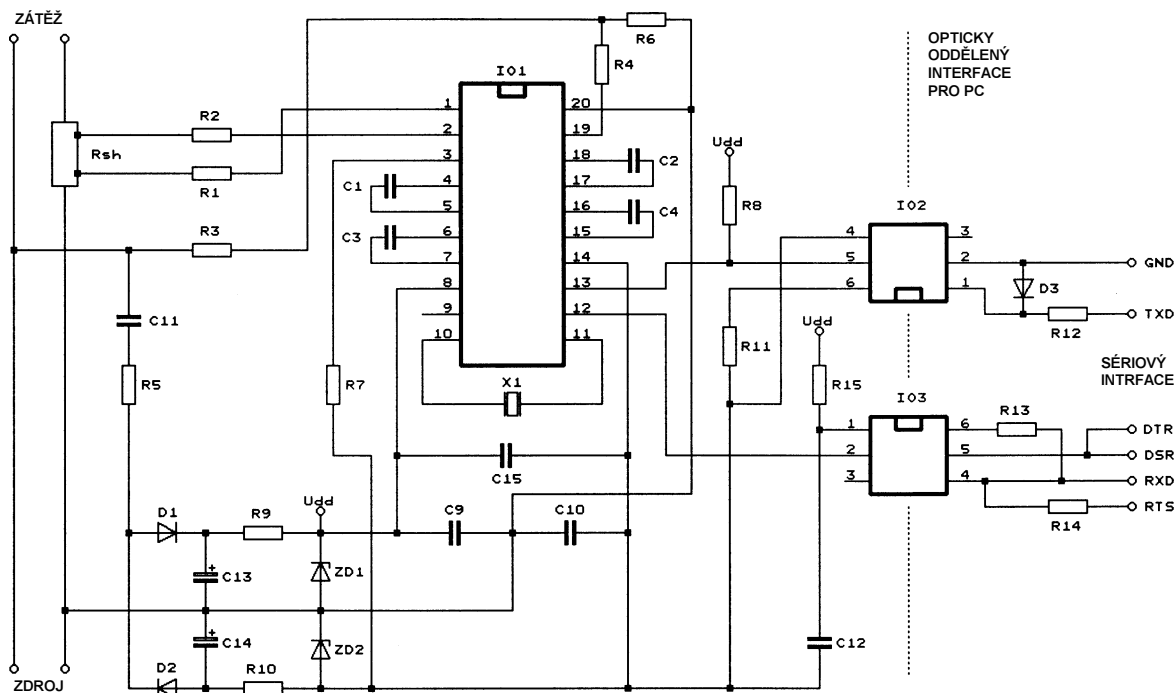 ZÁTĚŽ
R6
OPTICKY
ODDĚLENÝ
INTERFACE
PRO PC
R4
IO1
1
20
R2
2
19
Rsh
3
18
C2
Udd
R1
C1
4
17
5
16
C4
R8
IO2
R3
C3
6
15
4
3
7
14
5
2
GND
8
13
6
1
D3
C11
9
12
Udd
R12
TXD
10
11
R11
R5
R7
X1
R15
SÉRIOVÝ
INTRFACE
IO3
R13
1
6
DTR
2
5
DSR
C15
3
4
RXD
Udd
R14
RTS
D1
R9
C9
C10
C13
ZD1
C14
ZD2
C12
D2
R10
ZDROJ